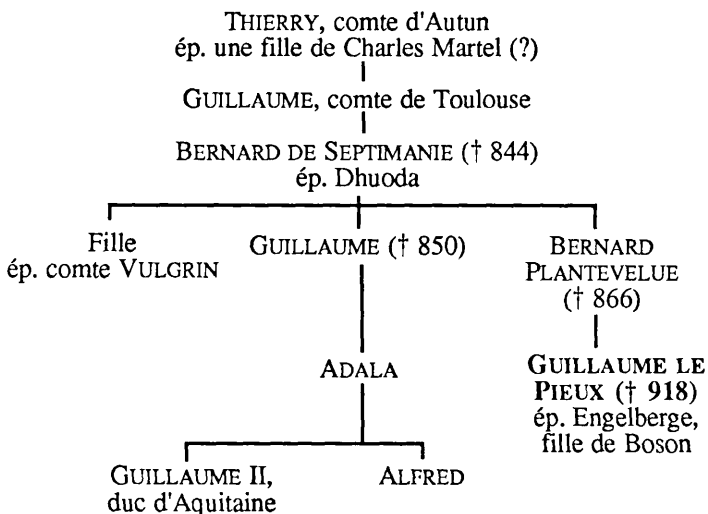 THIERRY, comte d'Autun
ép. une fille de Charles Martel (?)
GUILLAUME, comte de Toulouse
BERNARD DE SEPTIMANIE († 844)
ép. Dhuoda
Fille
ép. comte VULGRIN
GUILLAUME († 850)
BERNARD
PLANTEVELUE
(† 866)
ADALA
GUILLAUME LE
PIEUX († 918)
ép. Engelberge,
fille de Boson
GUILLAUME II,
duc d'Aquitaine
ALFRED